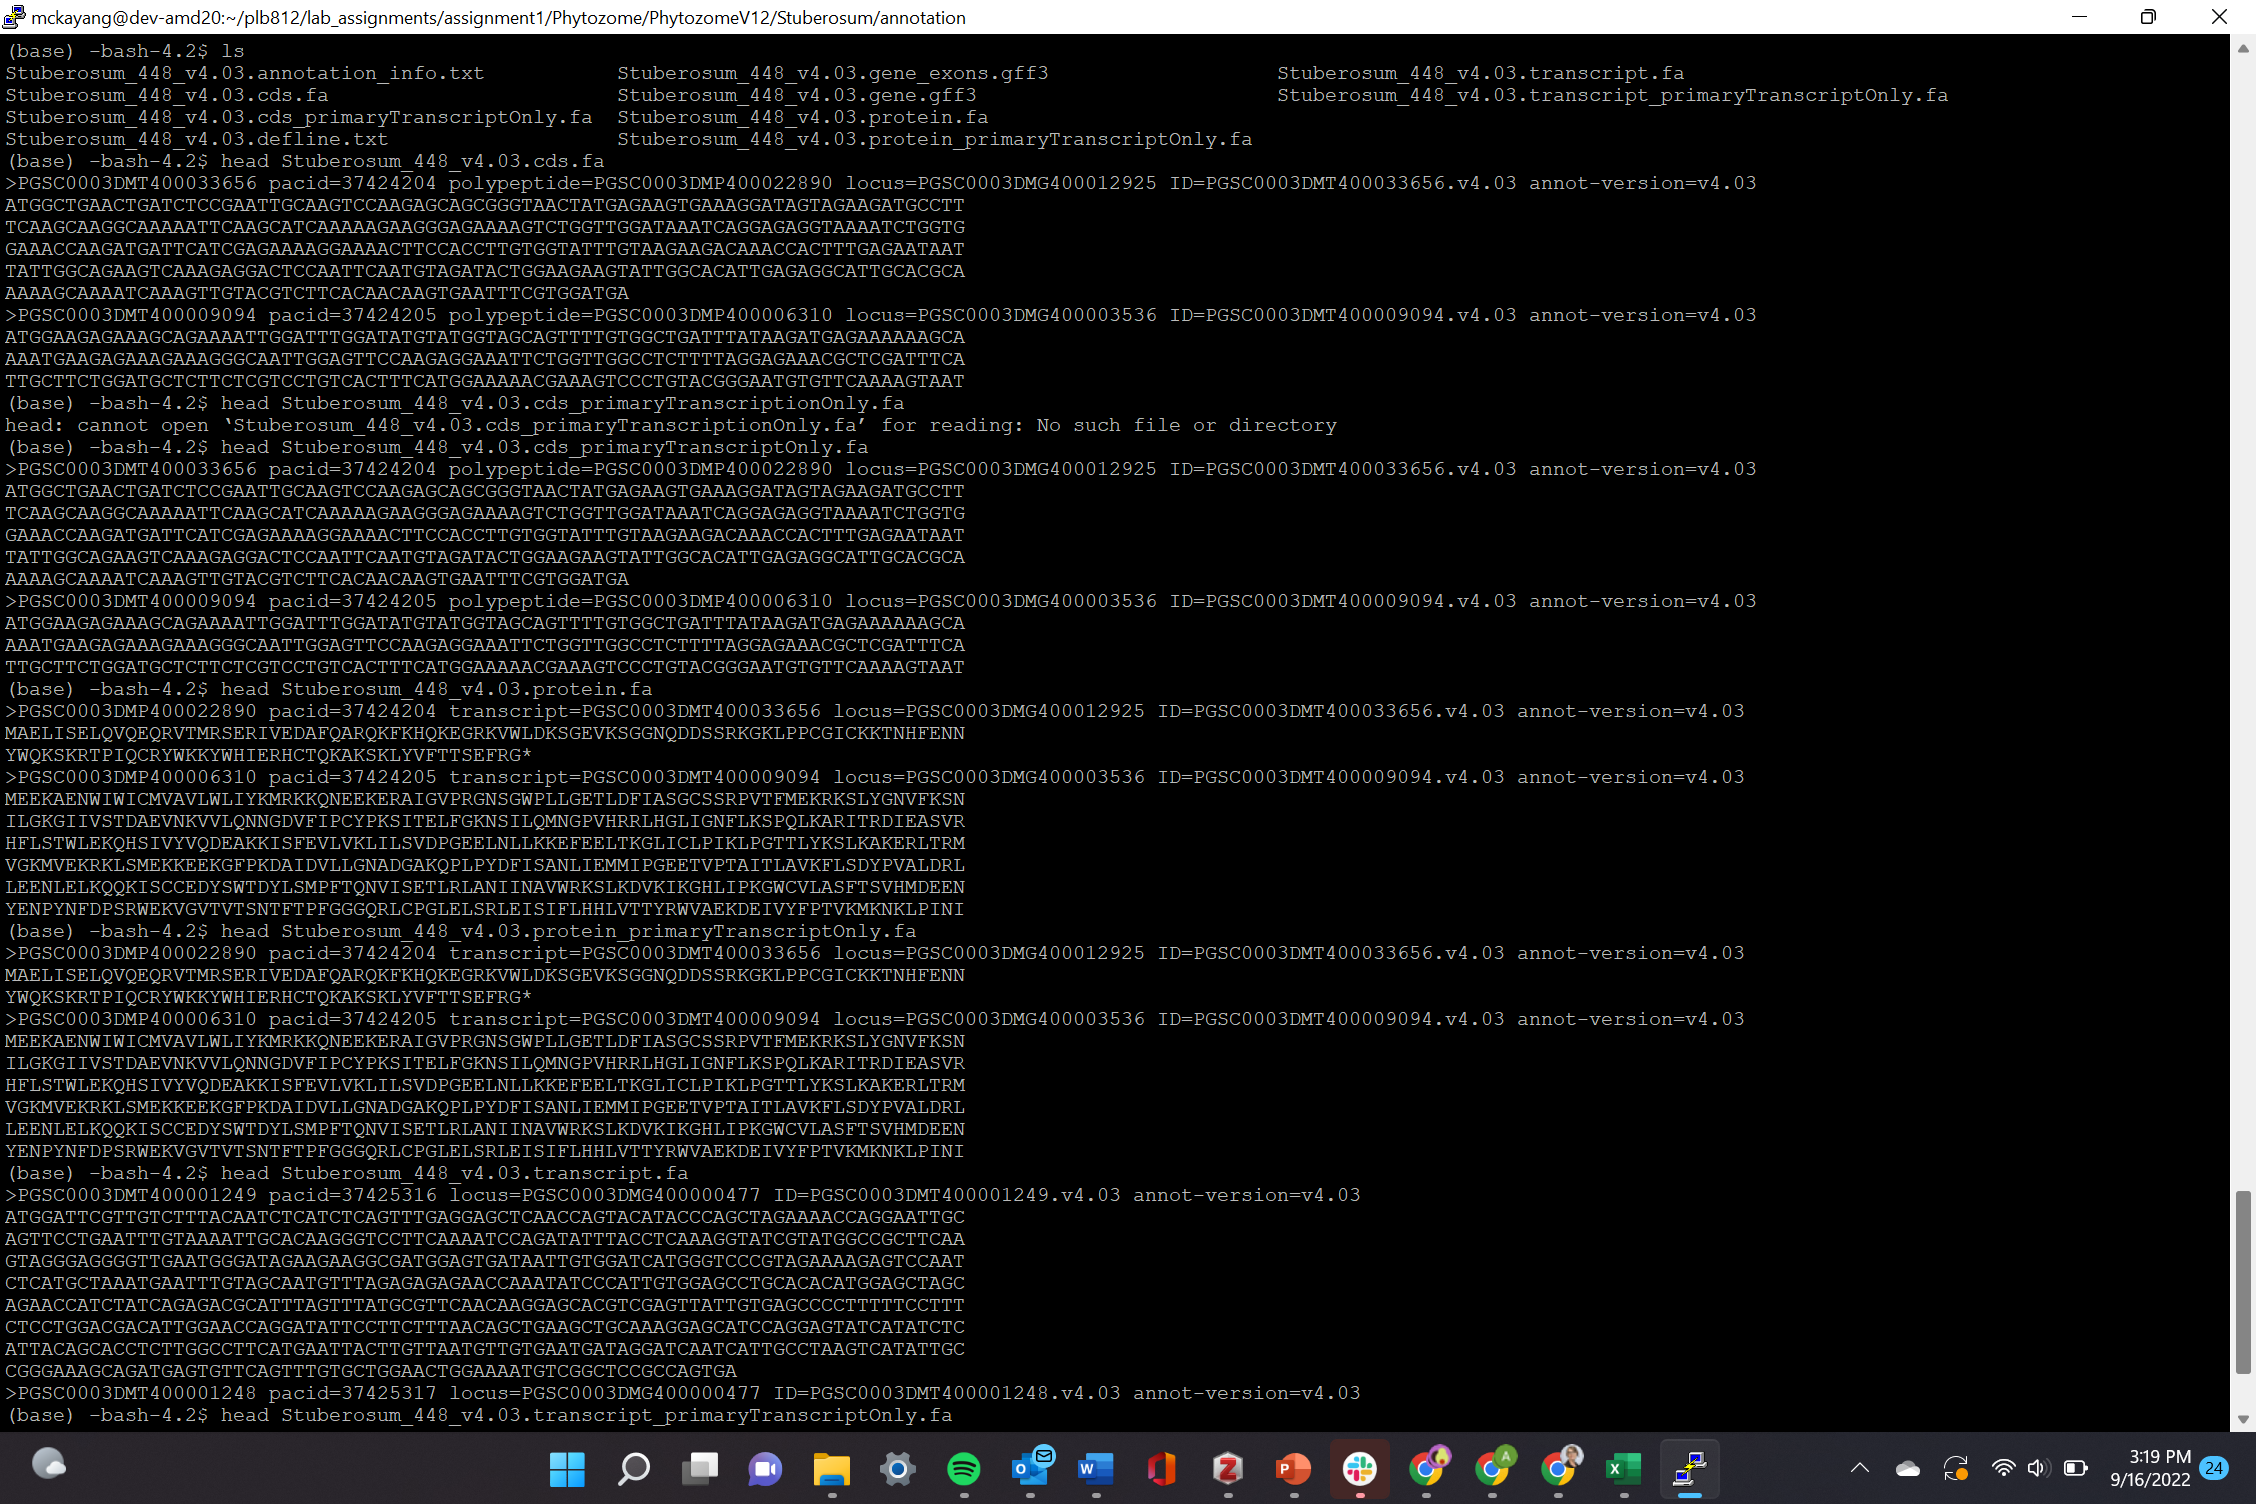 mckayang@dev-amd20:~/plb812/lab_assignments/assignment1/Phytozome/PhytozomeV12/Stuberosum/annotation
(base) -bash-4.2$ ls
Stuberosum_448_v4.03.annotation_info.txt Stuberosum_448_v4.03.gene_exons.gff3 Stuberosum_448_v4.03.transcript.fa
Stuberosum_448_v4.03.cds.fa Stuberosum_448_v4.03.gene.gff3 Stuberosum_448_v4.03.transcript_primaryTranscriptOnly.fa
Stuberosum_448_v4.03.cds_primaryTranscriptOnly.fa Stuberosum_448_v4.03.protein.fa
Stuberosum_448_v4.03.defline.txt Stuberosum_448_v4.03.protein_primaryTranscriptOnly.fa
(base) -bash-4.2$ head Stuberosum_448_v4.03.cds.fa
>PGSC0003DMT400033656 pacid=37424204 polypeptide=PGSC0003DMP400022890 locus=PGSC0003DMG400012925 ID=PGSC0003DMT400033656.v4.03 annot-version=v4.03
ATGGCTGAACTGATCTCCGAATTGCAAGTCCAAGAGCAGCGGGTAACTATGAGAAGTGAAAGGATAGTAGAAGATGCCTT
TCAAGCAAGGCAAAAATTCAAGCATCAAAAAGAAGGGAGAAAAGTCTGGTTGGATAAATCAGGAGAGGTAAAATCTGGTG
GAAACCAAGATGATTCATCGAGAAAAGGAAAACTTCCACCTTGTGGTATTTGTAAGAAGACAAACCACTTTGAGAATAAT
TATTGGCAGAAGTCAAAGAGGACTCCAATTCAATGTAGATACTGGAAGAAGTATTGGCACATTGAGAGGCATTGCACGCA
AAAAGCAAAATCAAAGTTGTACGTCTTCACAACAAGTGAATTTCGTGGATGA
>PGSC0003DMT400009094 pacid=37424205 polypeptide=PGSC0003DMP400006310 locus=PGSC0003DMG400003536 ID=PGSC0003DMT400009094.v4.03 annot-version=v4.03
ATGGAAGAGAAAGCAGAAAATTGGATTTGGATATGTATGGTAGCAGTTTTGTGGCTGATTTATAAGATGAGAAAAAAGCA
AAATGAAGAGAAAGAAAGGGCAATTGGAGTTCCAAGAGGAAATTCTGGTTGGCCTCTTTTAGGAGAAACGCTCGATTTCA
TTGCTTCTGGATGCTCTTCTCGTCCTGTCACTTTCATGGAAAAACGAAAGTCCCTGTACGGGAATGTGTTCAAAAGTAAT
(base) -bash-4.2$ head Stuberosum_448_v4.03.cds_primaryTranscriptionOnly.fa
head: cannot open ‘Stuberosum_448_v4.03.cds_primaryTranscriptionOnly.fa’ for reading: No such file or directory
(base) -bash-4.2$ head Stuberosum_448_v4.03.cds_primaryTranscriptOnly.fa
>PGSC0003DMT400033656 pacid=37424204 polypeptide=PGSC0003DMP400022890 locus=PGSC0003DMG400012925 ID=PGSC0003DMT400033656.v4.03 annot-version=v4.03
ATGGCTGAACTGATCTCCGAATTGCAAGTCCAAGAGCAGCGGGTAACTATGAGAAGTGAAAGGATAGTAGAAGATGCCTT
TCAAGCAAGGCAAAAATTCAAGCATCAAAAAGAAGGGAGAAAAGTCTGGTTGGATAAATCAGGAGAGGTAAAATCTGGTG
GAAACCAAGATGATTCATCGAGAAAAGGAAAACTTCCACCTTGTGGTATTTGTAAGAAGACAAACCACTTTGAGAATAAT
TATTGGCAGAAGTCAAAGAGGACTCCAATTCAATGTAGATACTGGAAGAAGTATTGGCACATTGAGAGGCATTGCACGCA
AAAAGCAAAATCAAAGTTGTACGTCTTCACAACAAGTGAATTTCGTGGATGA
>PGSC0003DMT400009094 pacid=37424205 polypeptide=PGSC0003DMP400006310 locus=PGSC0003DMG400003536 ID=PGSC0003DMT400009094.v4.03 annot-version=v4.03
ATGGAAGAGAAAGCAGAAAATTGGATTTGGATATGTATGGTAGCAGTTTTGTGGCTGATTTATAAGATGAGAAAAAAGCA
AAATGAAGAGAAAGAAAGGGCAATTGGAGTTCCAAGAGGAAATTCTGGTTGGCCTCTTTTAGGAGAAACGCTCGATTTCA
TTGCTTCTGGATGCTCTTCTCGTCCTGTCACTTTCATGGAAAAACGAAAGTCCCTGTACGGGAATGTGTTCAAAAGTAAT
(base) -bash-4.2$ head Stuberosum_448_v4.03.protein.fa
>PGSC0003DMP400022890 pacid=37424204 transcript=PGSC0003DMT400033656 locus=PGSC0003DMG400012925 ID=PGSC0003DMT400033656.v4.03 annot-version=v4.03
MAELISELQVQEQRVTMRSERIVEDAFQARQKFKHQKEGRKVWLDKSGEVKSGGNQDDSSRKGKLPPCGICKKTNHFENN
YWQKSKRTPIQCRYWKKYWHIERHCTQKAKSKLYVFTTSEFRG*
>PGSC0003DMP400006310 pacid=37424205 transcript=PGSC0003DMT400009094 locus=PGSC0003DMG400003536 ID=PGSC0003DMT400009094.v4.03 annot-version=v4.03
MEEKAENWIWICMVAVLWLIYKMRKKQNEEKERAIGVPRGNSGWPLLGETLDFIASGCSSRPVTFMEKRKSLYGNVFKSN
ILGKGIIVSTDAEVNKVVLQNNGDVFIPCYPKSITELFGKNSILQMNGPVHRRLHGLIGNFLKSPQLKARITRDIEASVR
HFLSTWLEKQHSIVYVQDEAKKISFEVLVKLILSVDPGEELNLLKKEFEELTKGLICLPIKLPGTTLYKSLKAKERLTRM
VGKMVEKRKLSMEKKEEKGFPKDAIDVLLGNADGAKQPLPYDFISANLIEMMIPGEETVPTAITLAVKFLSDYPVALDRL
LEENLELKQQKISCCEDYSWTDYLSMPFTQNVISETLRLANIINAVWRKSLKDVKIKGHLIPKGWCVLASFTSVHMDEEN
YENPYNFDPSRWEKVGVTVTSNTFTPFGGGQRLCPGLELSRLEISIFLHHLVTTYRWVAEKDEIVYFPTVKMKNKLPINI
(base) -bash-4.2$ head Stuberosum_448_v4.03.protein_primaryTranscriptOnly.fa
>PGSC0003DMP400022890 pacid=37424204 transcript=PGSC0003DMT400033656 locus=PGSC0003DMG400012925 ID=PGSC0003DMT400033656.v4.03 annot-version=v4.03
MAELISELQVQEQRVTMRSERIVEDAFQARQKFKHQKEGRKVWLDKSGEVKSGGNQDDSSRKGKLPPCGICKKTNHFENN
YWQKSKRTPIQCRYWKKYWHIERHCTQKAKSKLYVFTTSEFRG*
>PGSC0003DMP400006310 pacid=37424205 transcript=PGSC0003DMT400009094 locus=PGSC0003DMG400003536 ID=PGSC0003DMT400009094.v4.03 annot-version=v4.03
MEEKAENWIWICMVAVLWLIYKMRKKQNEEKERAIGVPRGNSGWPLLGETLDFIASGCSSRPVTFMEKRKSLYGNVFKSN
ILGKGIIVSTDAEVNKVVLQNNGDVFIPCYPKSITELFGKNSILQMNGPVHRRLHGLIGNFLKSPQLKARITRDIEASVR
HFLSTWLEKQHSIVYVQDEAKKISFEVLVKLILSVDPGEELNLLKKEFEELTKGLICLPIKLPGTTLYKSLKAKERLTRM
VGKMVEKRKLSMEKKEEKGFPKDAIDVLLGNADGAKQPLPYDFISANLIEMMIPGEETVPTAITLAVKFLSDYPVALDRL
LEENLELKQQKISCCEDYSWTDYLSMPFTQNVISETLRLANIINAVWRKSLKDVKIKGHLIPKGWCVLASFTSVHMDEEN
YENPYNFDPSRWEKVGVTVTSNTFTPFGGGQRLCPGLELSRLEISIFLHHLVTTYRWVAEKDEIVYFPTVKMKNKLPINI
(base) -bash-4.2$ head Stuberosum_448_v4.03.transcript.fa
>PGSC0003DMT400001249 pacid=37425316 locus=PGSC0003DMG400000477 ID=PGSC0003DMT400001249.v4.03 annot-version=v4.03
ATGGATTCGTTGTCTTTACAATCTCATCTCAGTTTGAGGAGCTCAACCAGTACATACCCAGCTAGAAAACCAGGAATTGC
AGTTCCTGAATTTGTAAAATTGCACAAGGGTCCTTCAAAATCCAGATATTTACCTCAAAGGTATCGTATGGCCGCTTCAA
GTAGGGAGGGGTTGAATGGGATAGAAGAAGGCGATGGAGTGATAATTGTGGATCATGGGTCCCGTAGAAAAGAGTCCAAT
CTCATGCTAAATGAATTTGTAGCAATGTTTAGAGAGAGAACCAAATATCCCATTGTGGAGCCTGCACACATGGAGCTAGC
AGAACCATCTATCAGAGACGCATTTAGTTTATGCGTTCAACAAGGAGCACGTCGAGTTATTGTGAGCCCCTTTTTCCTTT
CTCCTGGACGACATTGGAACCAGGATATTCCTTCTTTAACAGCTGAAGCTGCAAAGGAGCATCCAGGAGTATCATATCTC
ATTACAGCACCTCTTGGCCTTCATGAATTACTTGTTAATGTTGTGAATGATAGGATCAATCATTGCCTAAGTCATATTGC
CGGGAAAGCAGATGAGTGTTCAGTTTGTGCTGGAACTGGAAAATGTCGGCTCCGCCAGTGA
>PGSC0003DMT400001248 pacid=37425317 locus=PGSC0003DMG400000477 ID=PGSC0003DMT400001248.v4.03 annot-version=v4.03
(base) -bash-4.2$ head Stuberosum_448_v4.03.transcript_primaryTranscriptOnly.fa
3:19 PM
9/16/2022
24